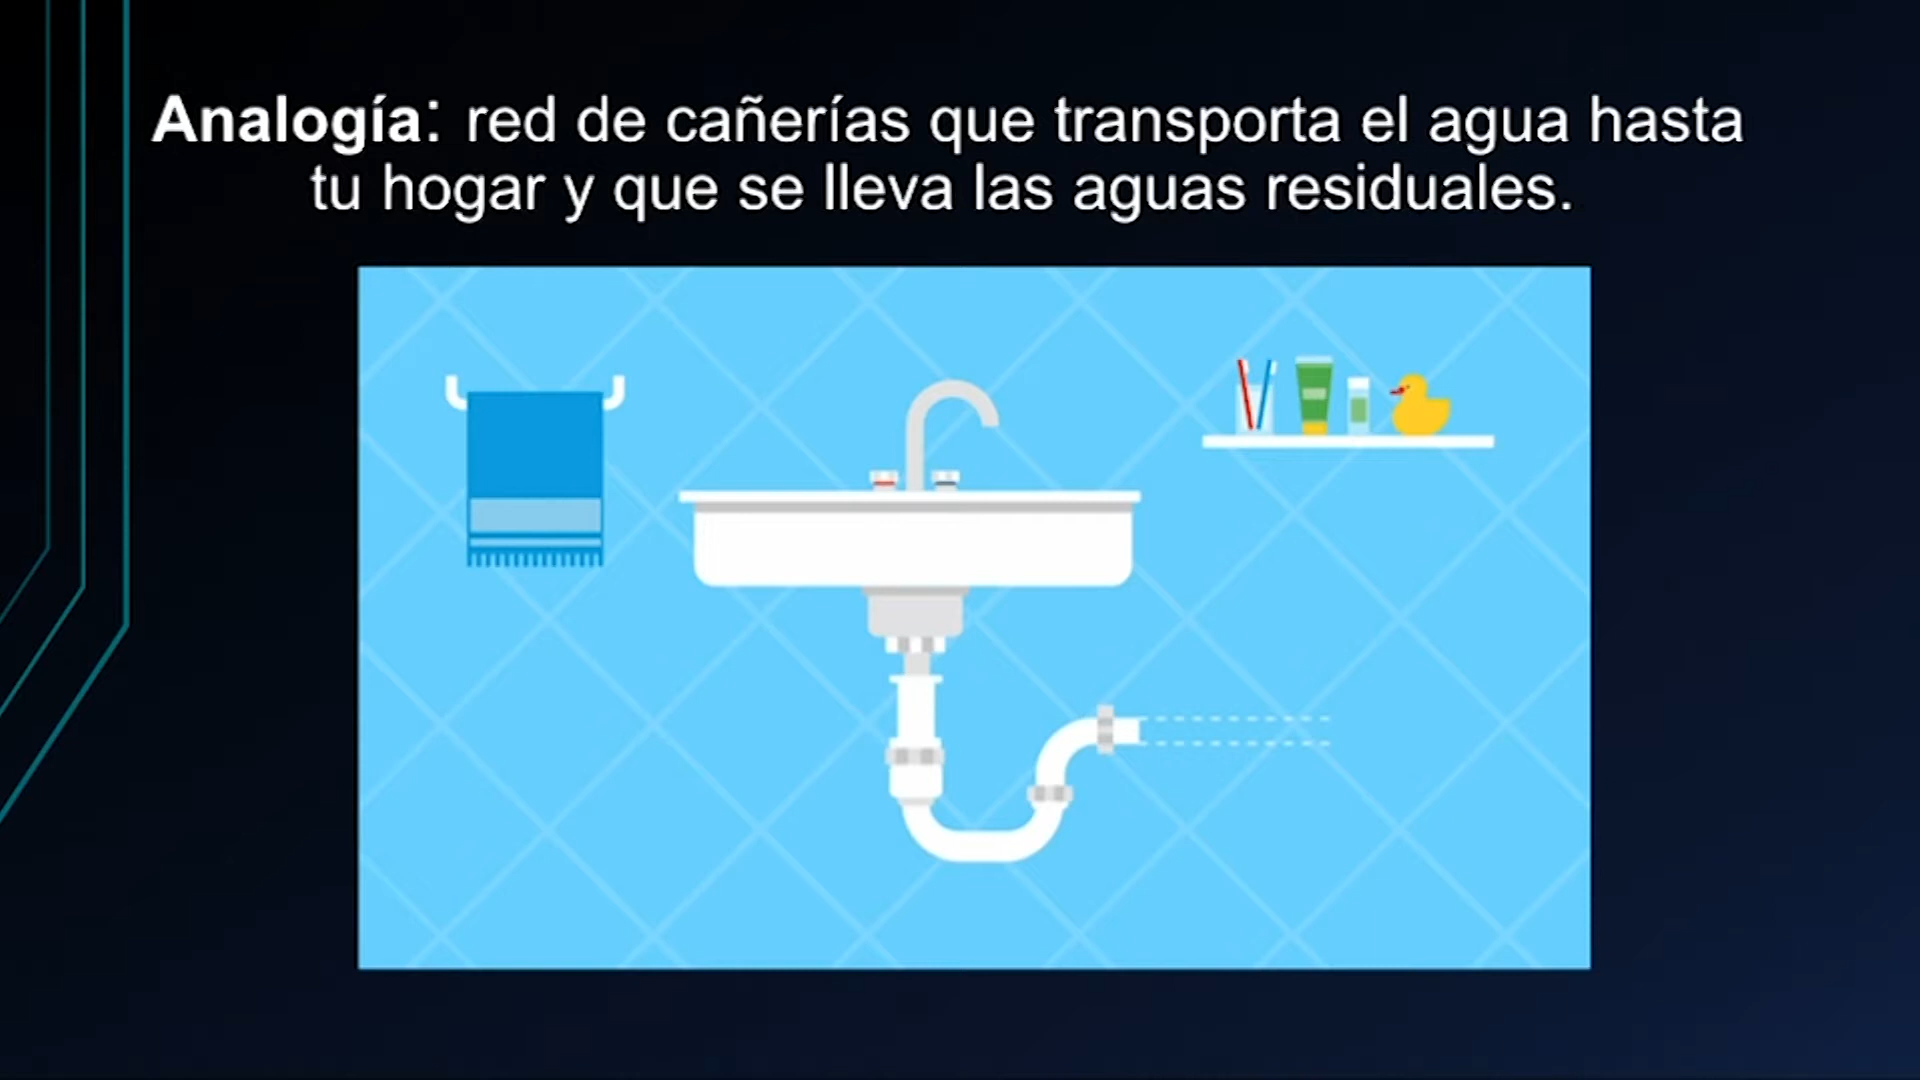 Analogía: red de cañerías que transporta el agua hasta
tu hogar y que se lleva las aguas residuales.